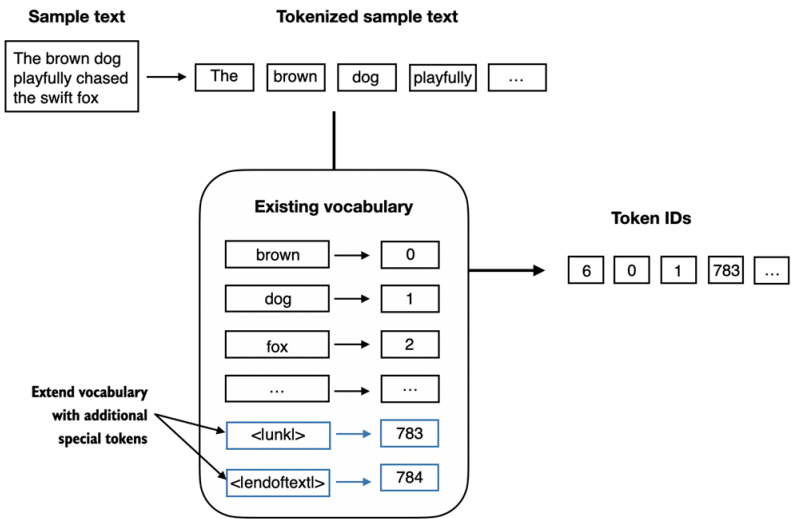 Sample text
Tokenized sample text
The brown dog
playfully chased
the swift fox
The brown dog playfully ...
Existing vocabulary
brown 0
dog 1
fox 2
... ...
<|unk|> 783
<|endoftext|> 784
Extend vocabulary
with additional
special tokens
Token IDs
6 0 1 783 ...